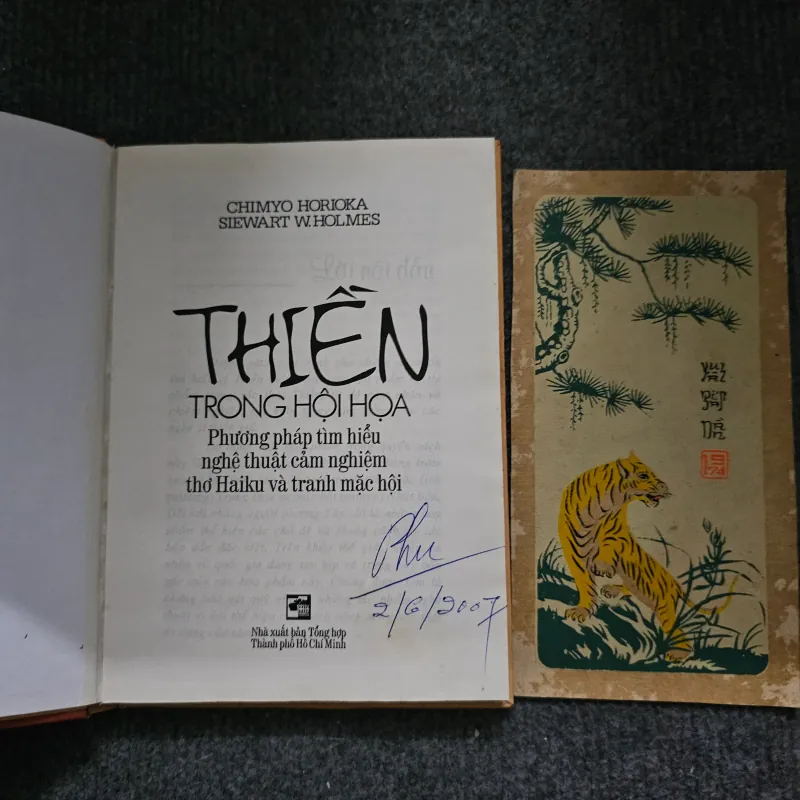 CHIMYO HORIOKA
SIEWART W. HOLMES
THIỀN
TRONG HỘI HỌA
Phương pháp tìm hiểu
nghệ thuật cảm nghiệm
thơ Haiku và tranh mặc hội
Phu
2/6/2007
Nhà xuất bản Tổng hợp
Thành phố Hồ Chí Minh